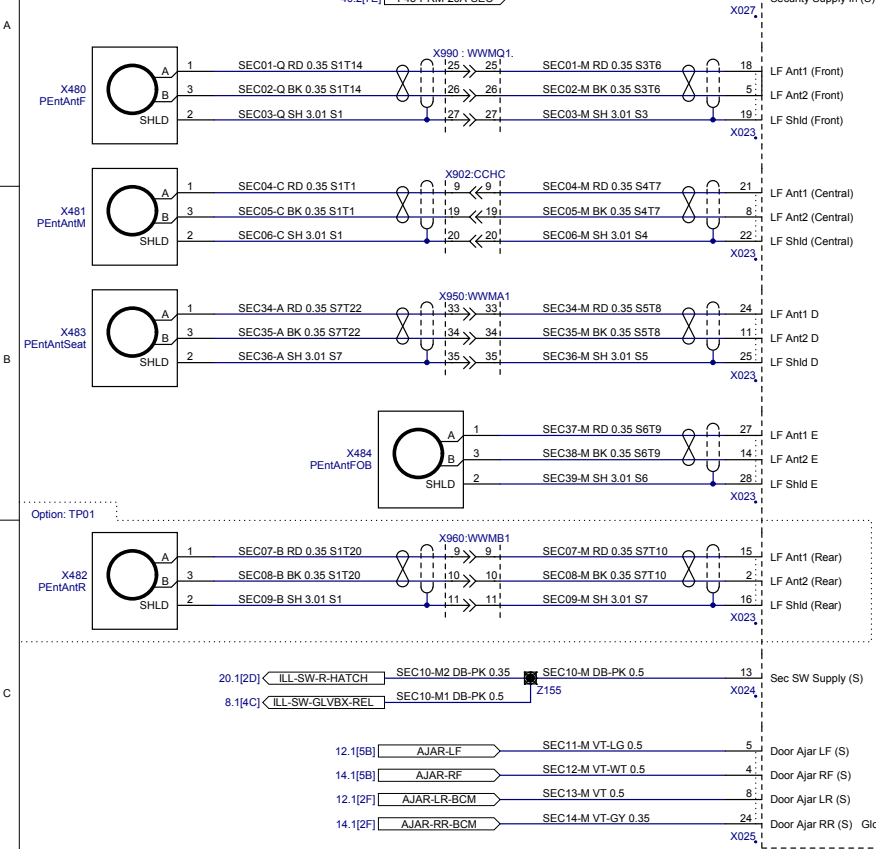 X027
A
X990 : WWMQ1.
X480
PEntAntF
A 1 SEC01-Q RD 0.35 S1T14 25 25 SEC01-M RD 0.35 S3T6 18 LF Ant1 (Front)
B 3 SEC02-Q BK 0.35 S1T14 26 26 SEC02-M BK 0.35 S3T6 5 LF Ant2 (Front)
SHLD 2 SEC03-Q SH 3.01 S1 27 27 SEC03-M SH 3.01 S3 19 LF Shld (Front)
X023
X902:CCHC
X481
PEntAntM
A 1 SEC04-C RD 0.35 S1T1 9 9 SEC04-M RD 0.35 S4T7 21 LF Ant1 (Central)
B 3 SEC05-C BK 0.35 S1T1 19 19 SEC05-M BK 0.35 S4T7 8 LF Ant2 (Central)
SHLD 2 SEC06-C SH 3.01 S1 20 20 SEC06-M SH 3.01 S4 22 LF Shld (Central)
X023
X950:WWMA1
X483
PEntAntSeat
A 1 SEC34-A RD 0.35 S7T22 33 33 SEC34-M RD 0.35 S5T8 24 LF Ant1 D
B 3 SEC35-A BK 0.35 S7T22 34 34 SEC35-M BK 0.35 S5T8 11 LF Ant2 D
SHLD 2 SEC36-A SH 3.01 S7 35 35 SEC36-M SH 3.01 S5 25 LF Shld D
B
X023
X484
PEntAntFOB
A 1 SEC37-M RD 0.35 S6T9 27 LF Ant1 E
B 3 SEC38-M BK 0.35 S6T9 14 LF Ant2 E
SHLD 2 SEC39-M SH 3.01 S6 28 LF Shld E
X023
Option: TP01
X960:WWMB1
X482
PEntAntR
A 1 SEC07-B RD 0.35 S1T20 9 9 SEC07-M RD 0.35 S7T10 15 LF Ant1 (Rear)
B 3 SEC08-B BK 0.35 S1T20 10 10 SEC08-M BK 0.35 S7T10 2 LF Ant2 (Rear)
SHLD 2 SEC09-B SH 3.01 S1 11 11 SEC09-M SH 3.01 S7 16 LF Shld (Rear)
X023
20.1[2D] ILL-SW-R-HATCH SEC10-M2 DB-PK 0.35 SEC10-M DB-PK 0.5 13 Sec SW Supply (S)
C
Z155
X024
8.1[4C] ILL-SW-GLVBX-REL SEC10-M1 DB-PK 0.5
12.1[5B] AJAR-LF SEC11-M VT-LG 0.5 5 Door Ajar LF (S)
14.1[5B] AJAR-RF SEC12-M VT-WT 0.5 4 Door Ajar RF (S)
12.1[2F] AJAR-LR-BCM SEC13-M VT 0.5 8 Door Ajar LR (S)
14.1[2F] AJAR-RR-BCM SEC14-M VT-GY 0.35 24 Door Ajar RR (S) Glo
X025